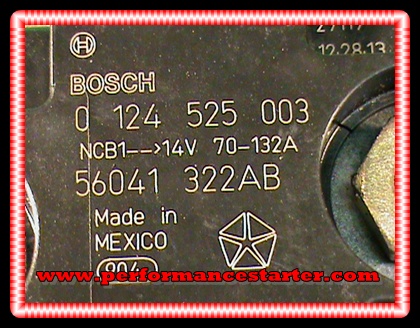 12.28.13
BOSCH
0 124 525 003
NCB1-->14V 70-132A
56041 322AB
Made in
MEXICO
904
www.performancestarter.com